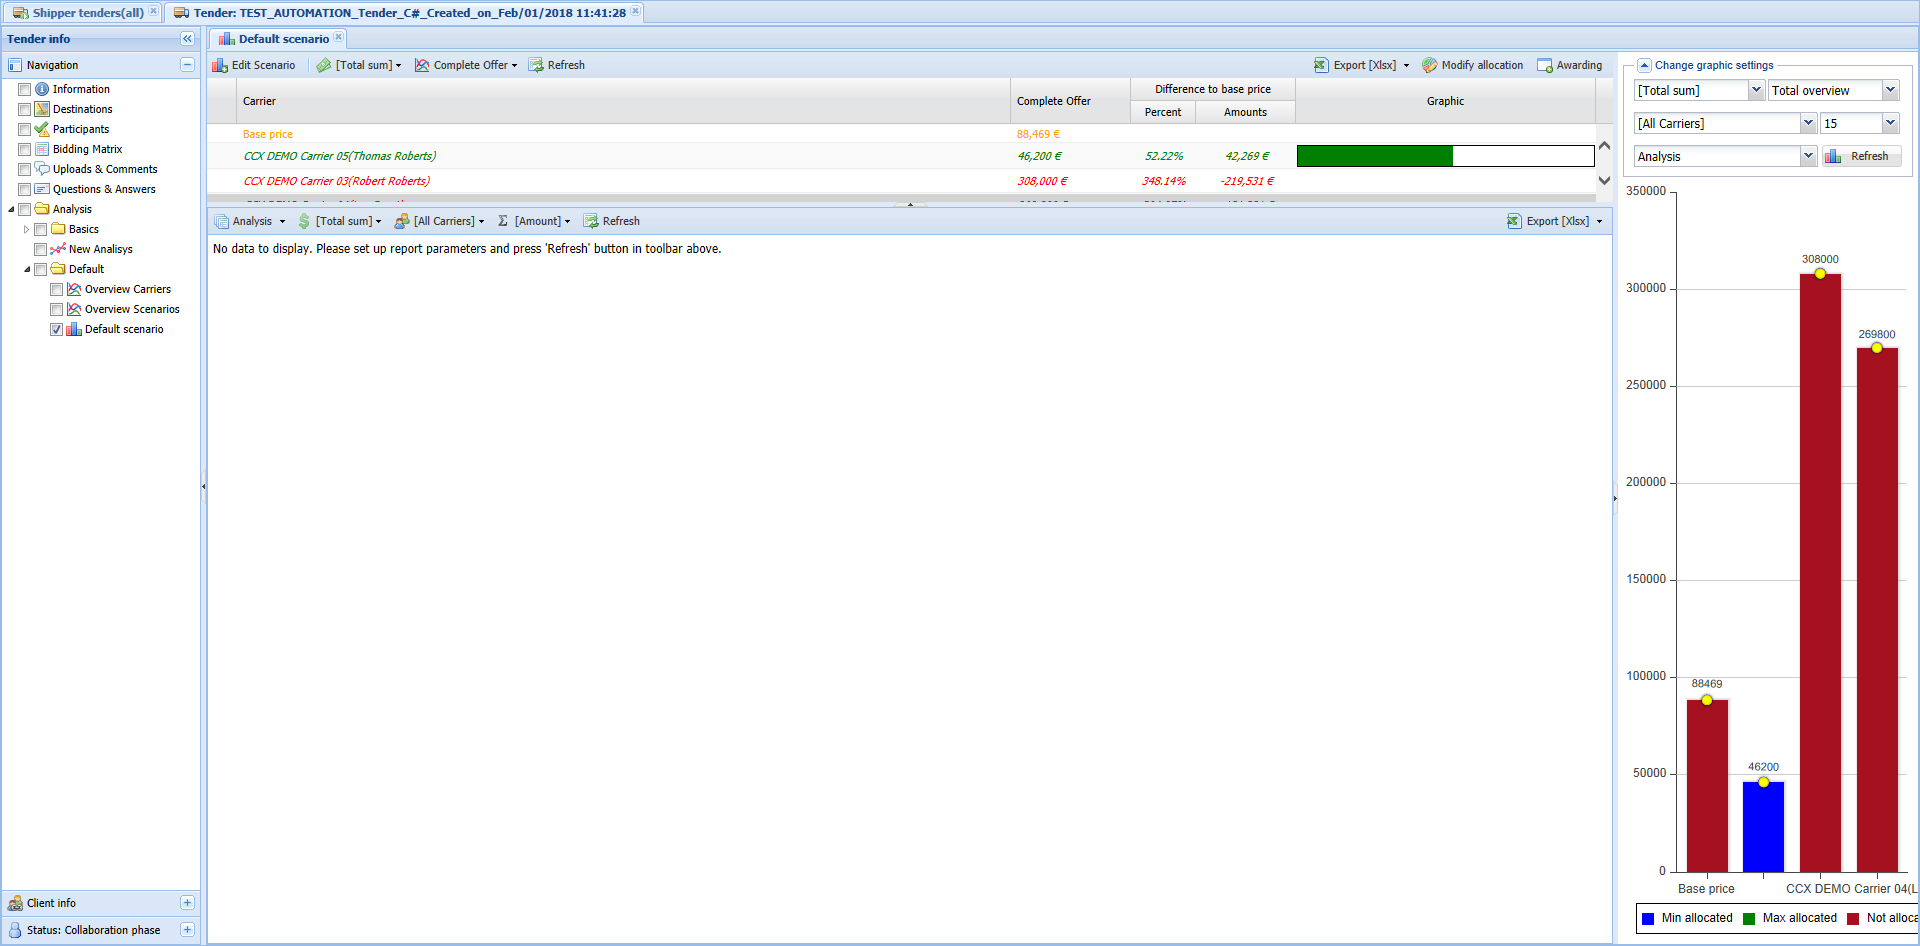 Shipper tenders(all)
Tender: TEST_AUTOMATION_Tender_C#_Created_on_Feb/01/2018 11:41:28
Tender info
Navigation
Information
Destinations
Participants
Bidding Matrix
Uploads & Comments
Questions & Answers
Analysis
Basics
New Analisys
Default
Overview Carriers
Overview Scenarios
Default scenario
Client info
Status: Collaboration phase
Default scenario
Edit Scenario [Total sum] Complete Offer Refresh Export [Xlsx] Modify allocation Awarding
Carrier Complete Offer Difference to base price Graphic
Percent Amounts
Base price 88,469 €
CCX DEMO Carrier 05(Thomas Roberts) 46,200 € 52.22% 42,269 €
CCX DEMO Carrier 03(Robert Roberts) 308,000 € 348.14% -219,531 €
Analysis [Total sum] [All Carriers] Σ [Amount] Refresh Export [Xlsx]
No data to display. Please set up report parameters and press 'Refresh' button in toolbar above.
Change graphic settings
[Total sum] Total overview
[All Carriers] 15
Analysis Refresh
350000
308000
300000
269800
250000
200000
150000
100000
88469
50000
46200
0
Base price CCX DEMO Carrier 04(L
Min allocated Max allocated Not alloca